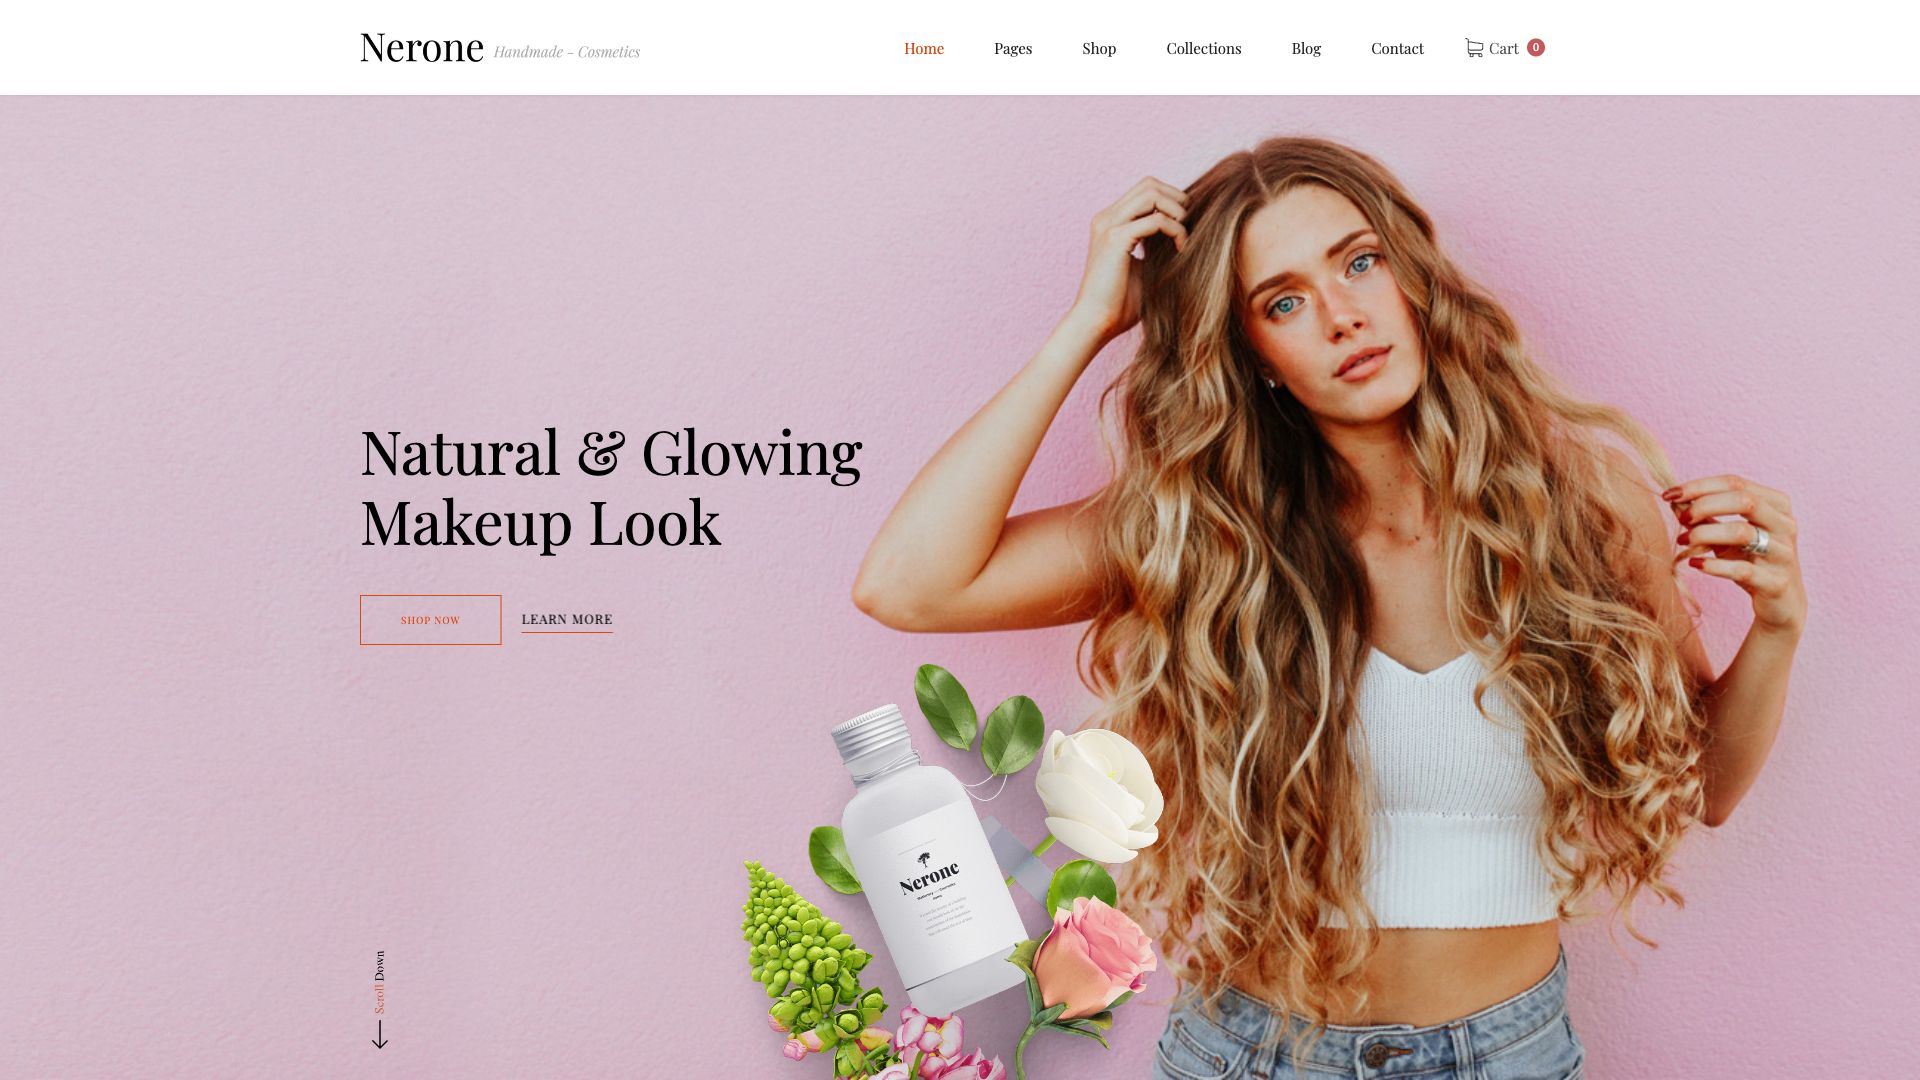 Nerone Handmade - Cosmetics
Home Pages Shop Collections Blog Contact Cart 0
Natural & Glowing
Makeup Look
SHOP NOW LEARN MORE
Nerone
Scroll Down